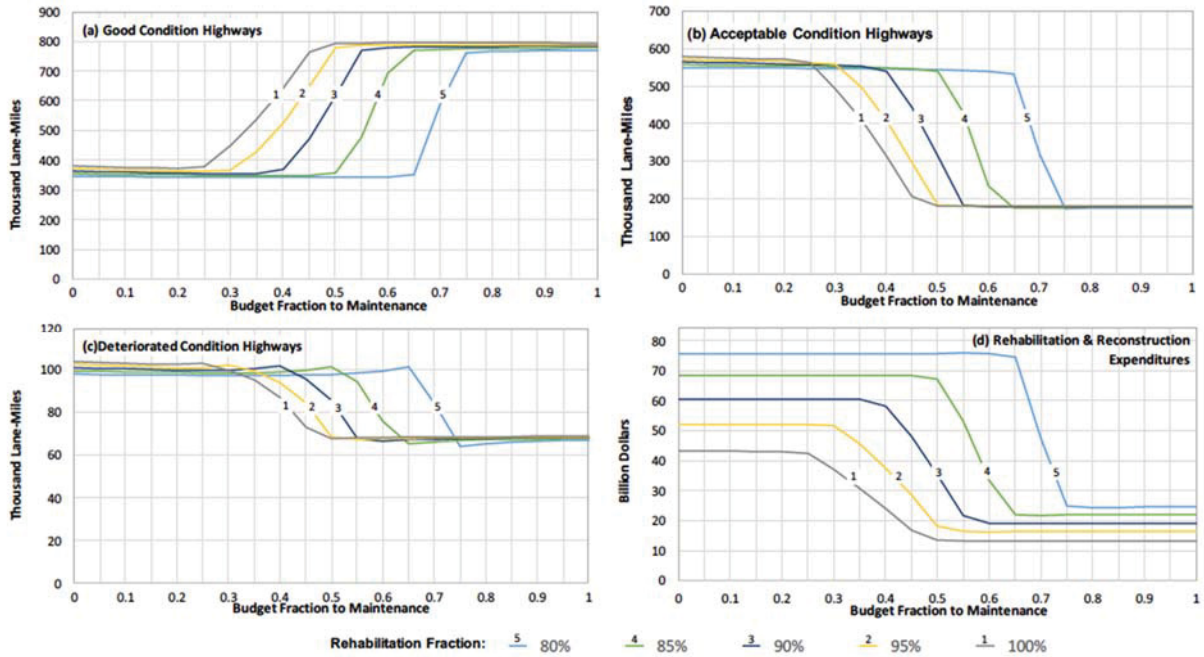 (a) Good Condition Highways
Thousand Lane-Miles
900
800
700
600
500
400
300
200
100
0
1 2 3 4 5
0 0.1 0.2 0.3 0.4 0.5 0.6 0.7 0.8 0.9 1
Budget Fraction to Maintenance
(b) Acceptable Condition Highways
Thousand Lane-Miles
700
600
500
400
300
200
100
0
1 2 3 4 5
0 0.1 0.2 0.3 0.4 0.5 0.6 0.7 0.8 0.9 1
Budget Fraction to Maintenance
(c)Deteriorated Condition Highways
Thousand Lane-Miles
120
100
80
60
40
20
0
1 2 3 4 5
0 0.1 0.2 0.3 0.4 0.5 0.6 0.7 0.8 0.9 1
Budget Fraction to Maintenance
(d) Rehabilitation & Reconstruction
Expenditures
Billion Dollars
80
70
60
50
40
30
20
10
0
1 2 3 4 5
0 0.1 0.2 0.3 0.4 0.5 0.6 0.7 0.8 0.9 1
Budget Fraction to Maintenance
Rehabilitation Fraction: 5 80% 4 85% 3 90% 2 95% 1 100%